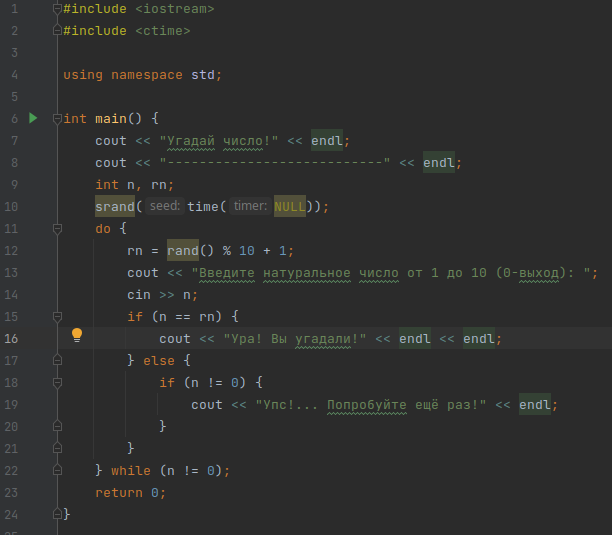 1 #include <iostream>
2 #include <ctime>
3
4 using namespace std;
5
6 int main() {
7 cout << "Угадай число!" << endl;
8 cout << "---------------------------" << endl;
9 int n, rn;
10 srand( seed: time( timer: NULL));
11 do {
12 rn = rand() % 10 + 1;
13 cout << "Введите натуральное число от 1 до 10 (0-выход): ";
14 cin >> n;
15 if (n == rn) {
16 cout << "Ура! Вы угадали!" << endl << endl;
17 } else {
18 if (n != 0) {
19 cout << "Упс!... Попробуйте ещё раз!" << endl;
20 }
21 }
22 } while (n != 0);
23 return 0;
24 }